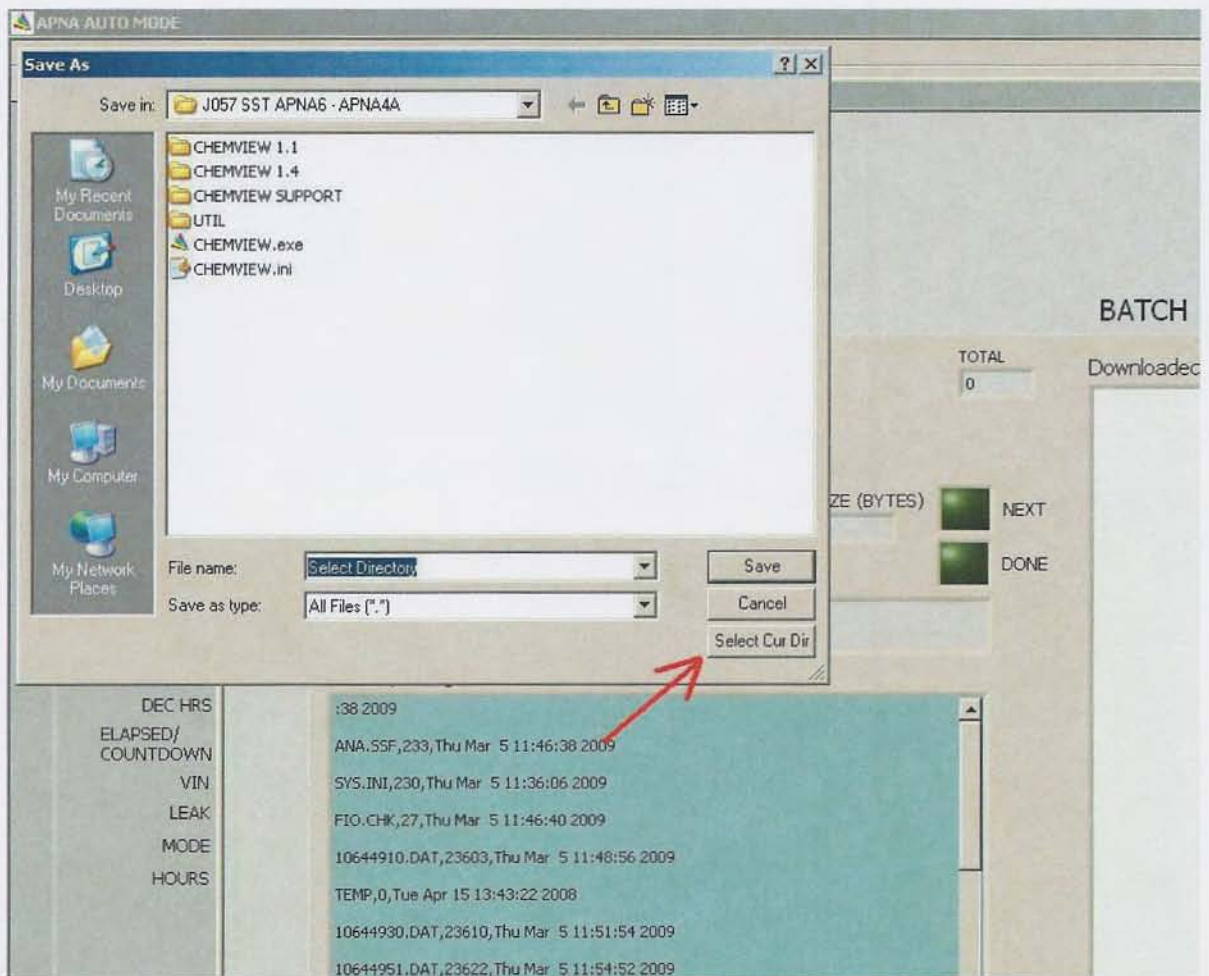 APNA AUTO MODE
Save As
Save in: J057 SST APNA6 - APNA4A
My Recent Documents
Desktop
My Documents
My Computer
My Network Places
CHEMVIEW 1.1
CHEMVIEW 1.4
CHEMVIEW SUPPORT
UTIL
CHEMVIEW.exe
CHEMVIEW.ini
File name: Select Directory
Save as type: All Files (*.*)
Save
Cancel
Select Cur Dir
BATCH
TOTAL
0
Downloaded
ZE (BYTES)
NEXT
DONE
DEC HRS
ELAPSED/
COUNTDOWN
VIN
LEAK
MODE
HOURS
:38 2009
ANA.SSF,233,Thu Mar 5 11:46:38 2009
SYS.INI,230,Thu Mar 5 11:36:06 2009
FIO.CHK,27,Thu Mar 5 11:46:40 2009
10644910.DAT,23603,Thu Mar 5 11:48:56 2009
TEMP,0,Tue Apr 15 13:43:22 2008
10644930.DAT,23610,Thu Mar 5 11:51:54 2009
10644951.DAT,23622,Thu Mar 5 11:54:52 2009